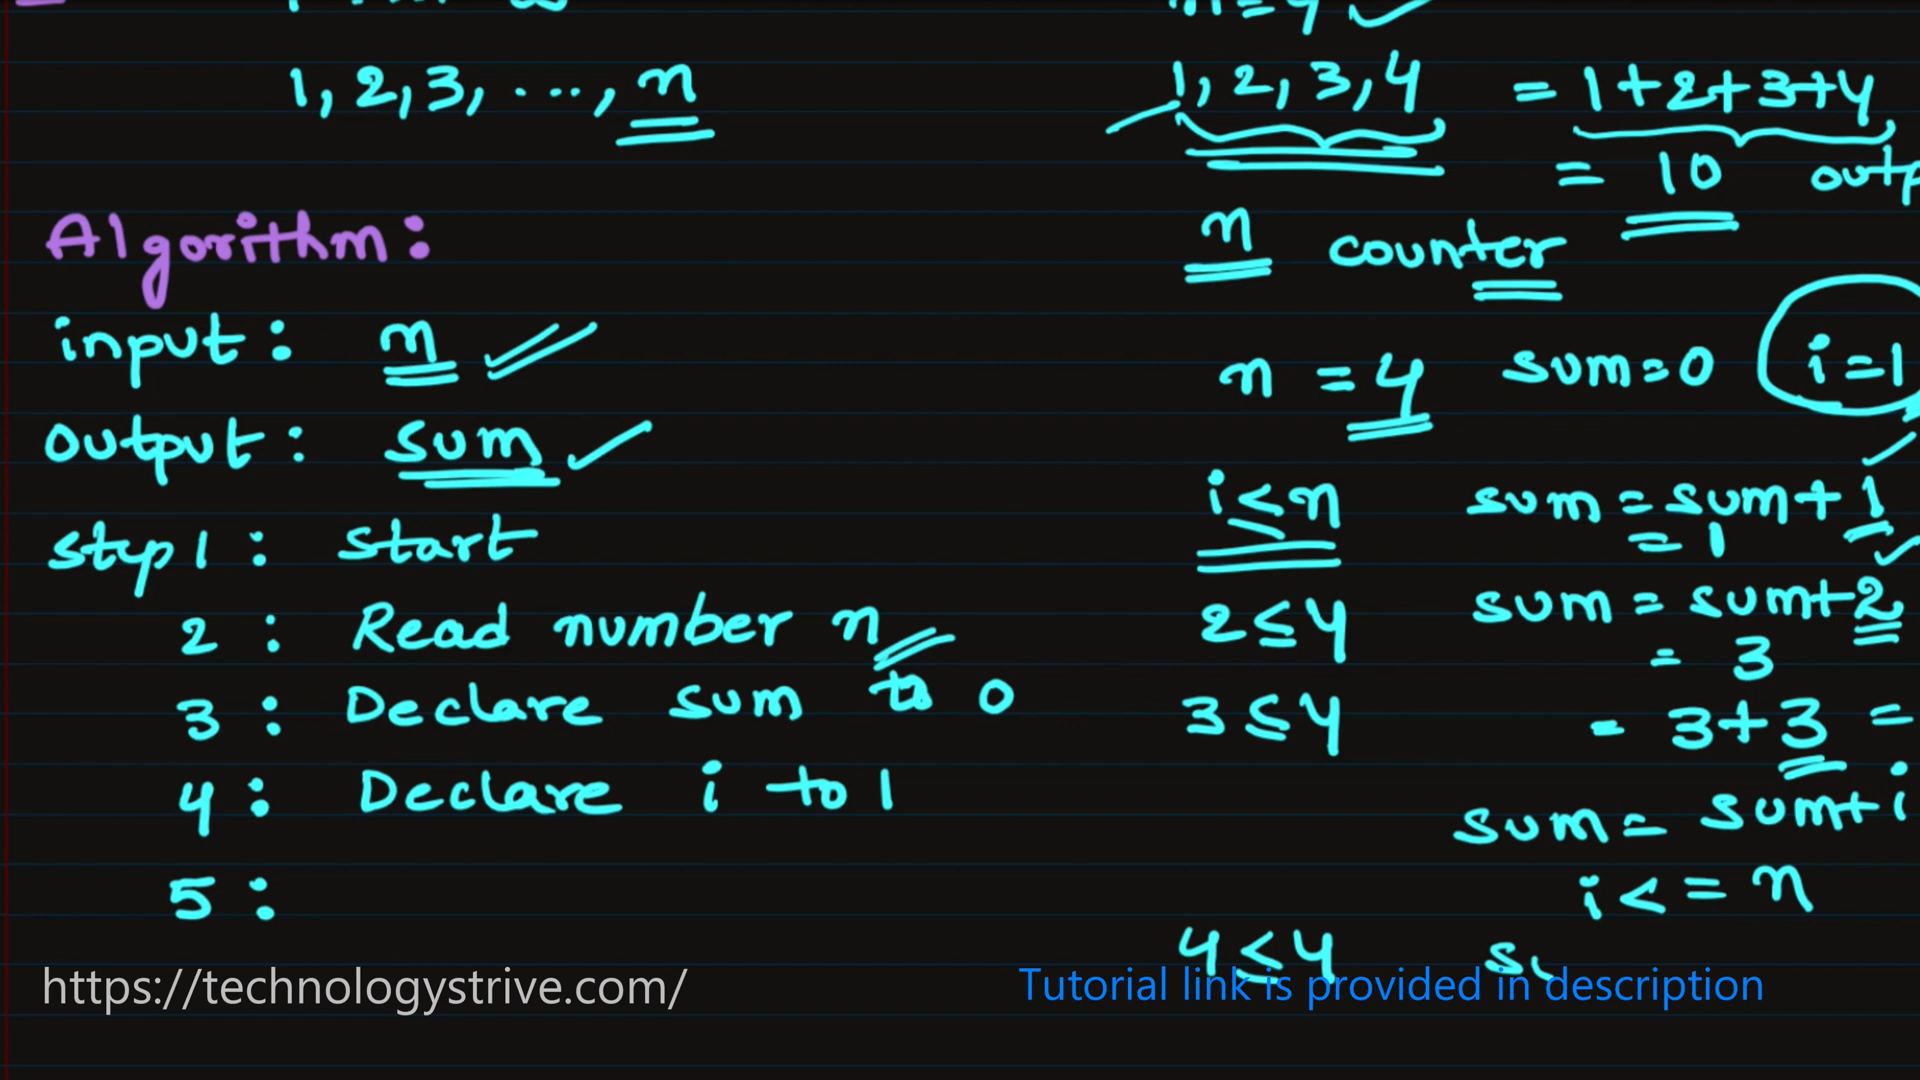 1, 2, 3, ..., n
Algorithm:
input: n
output: sum
step 1: start
2: Read number n
3: Declare sum to 0
4: Declare i to 1
5:
n = 4
1, 2, 3, 4 = 1+2+3+4
= 10 outp
n counter
n = 4 sum=0 i=1
i≤n sum = sum + 1
= 1
2≤4 sum = sum+2
= 3
3≤4 = 3+3 =
sum = sum+i
i<=n
4≤4 su
https://technologystrive.com/
Tutorial link is provided in description